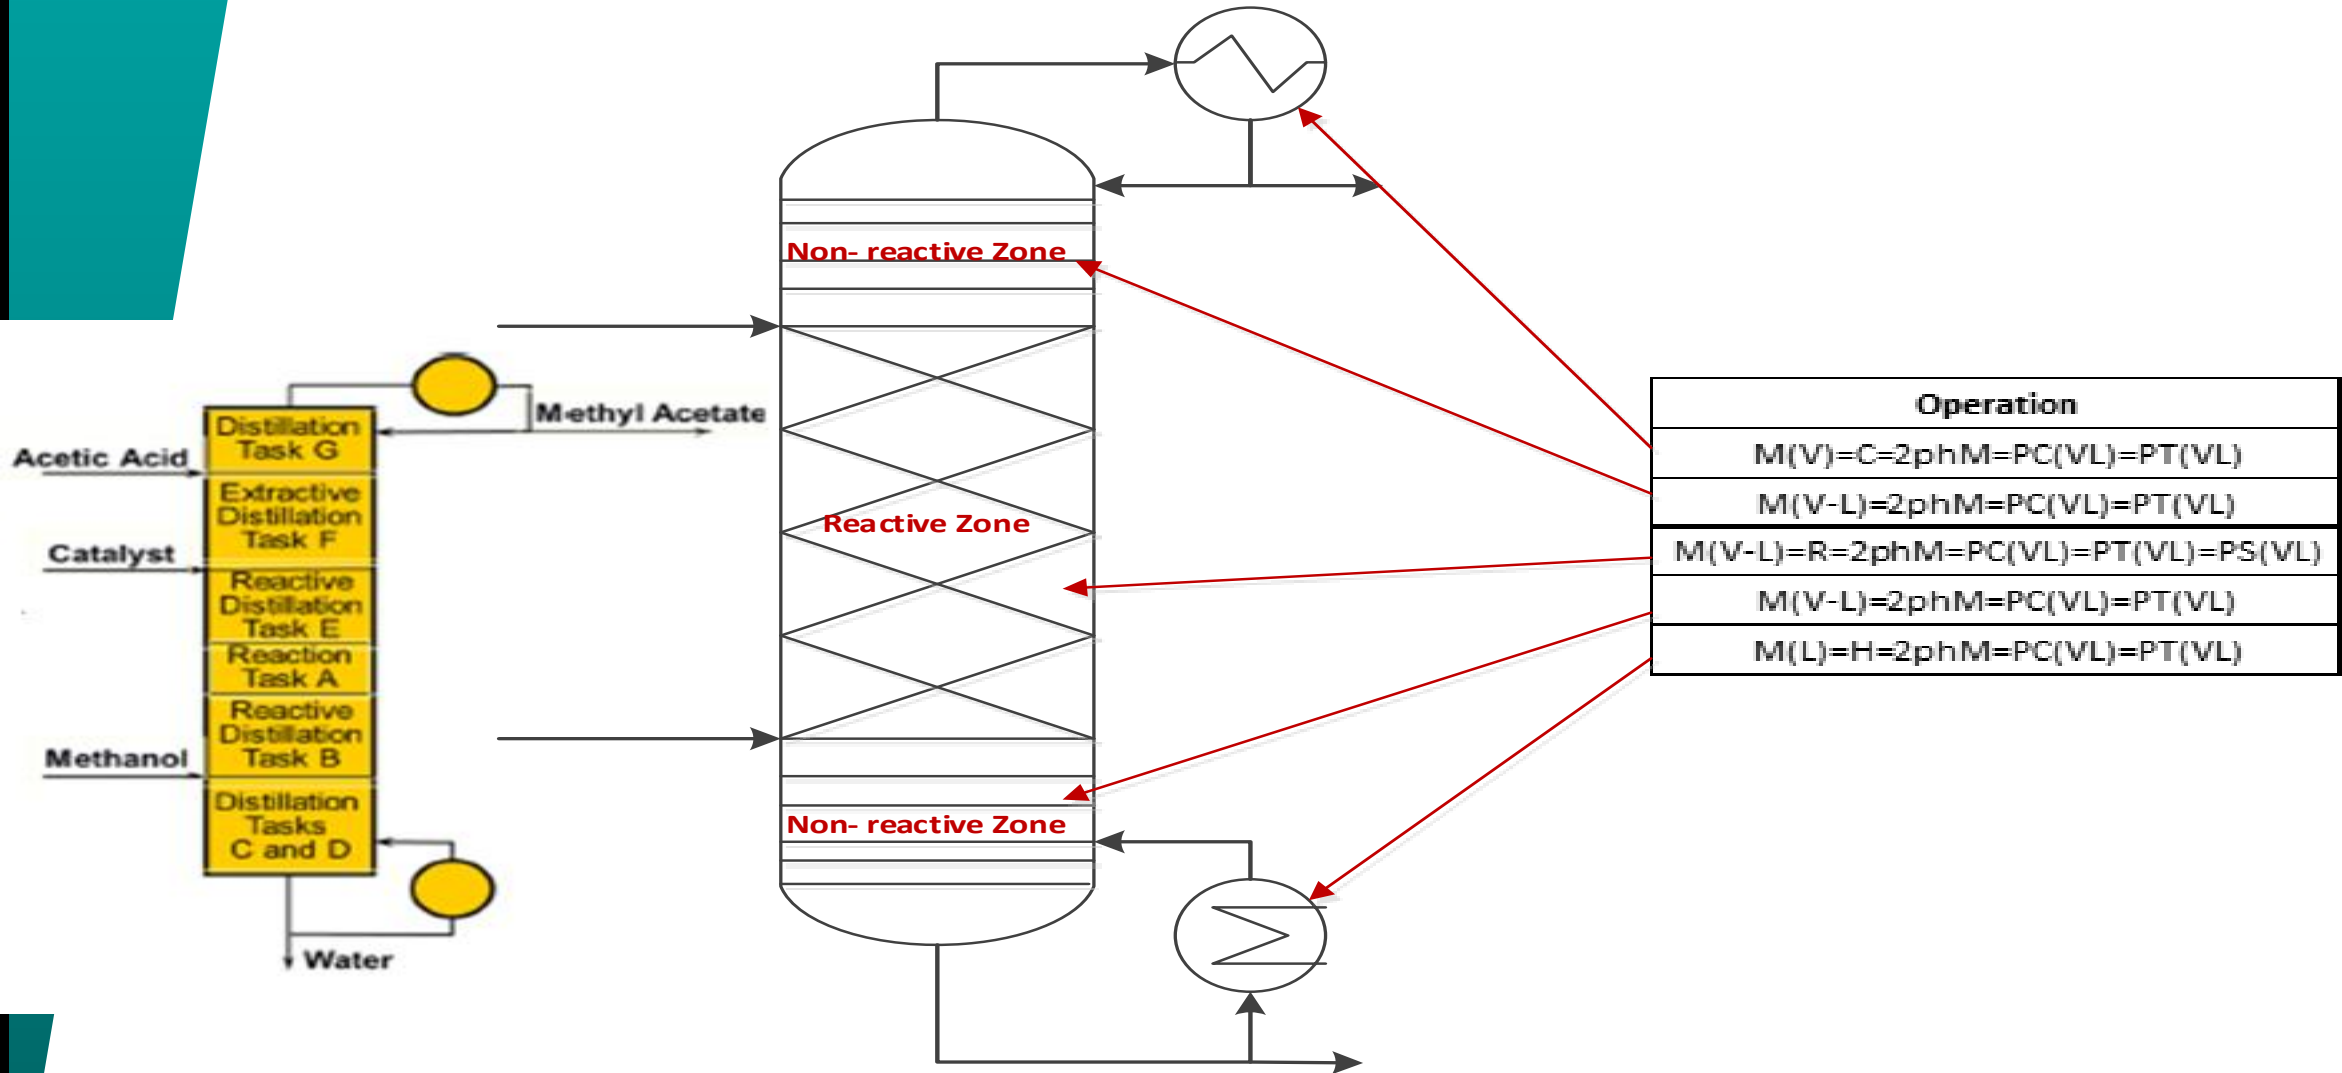 Distillation
Task G
Methyl Acetate
Acetic Acid
Extractive
Distillation
Task F
Catalyst
Reactive
Distillation
Task E
Reaction
Task A
Reactive
Distillation
Task B
Methanol
Distillation
Tasks
C and D
Water
Non- reactive Zone
Reactive Zone
Non- reactive Zone
Operation
M(V)=C=2phM=PC(VL)=PT(VL)
M(V-L)=2phM=PC(VL)=PT(VL)
M(V-L)=R=2phM=PC(VL)=PT(VL)=PS(VL)
M(V-L)=2phM=PC(VL)=PT(VL)
M(L)=H=2phM=PC(VL)=PT(VL)